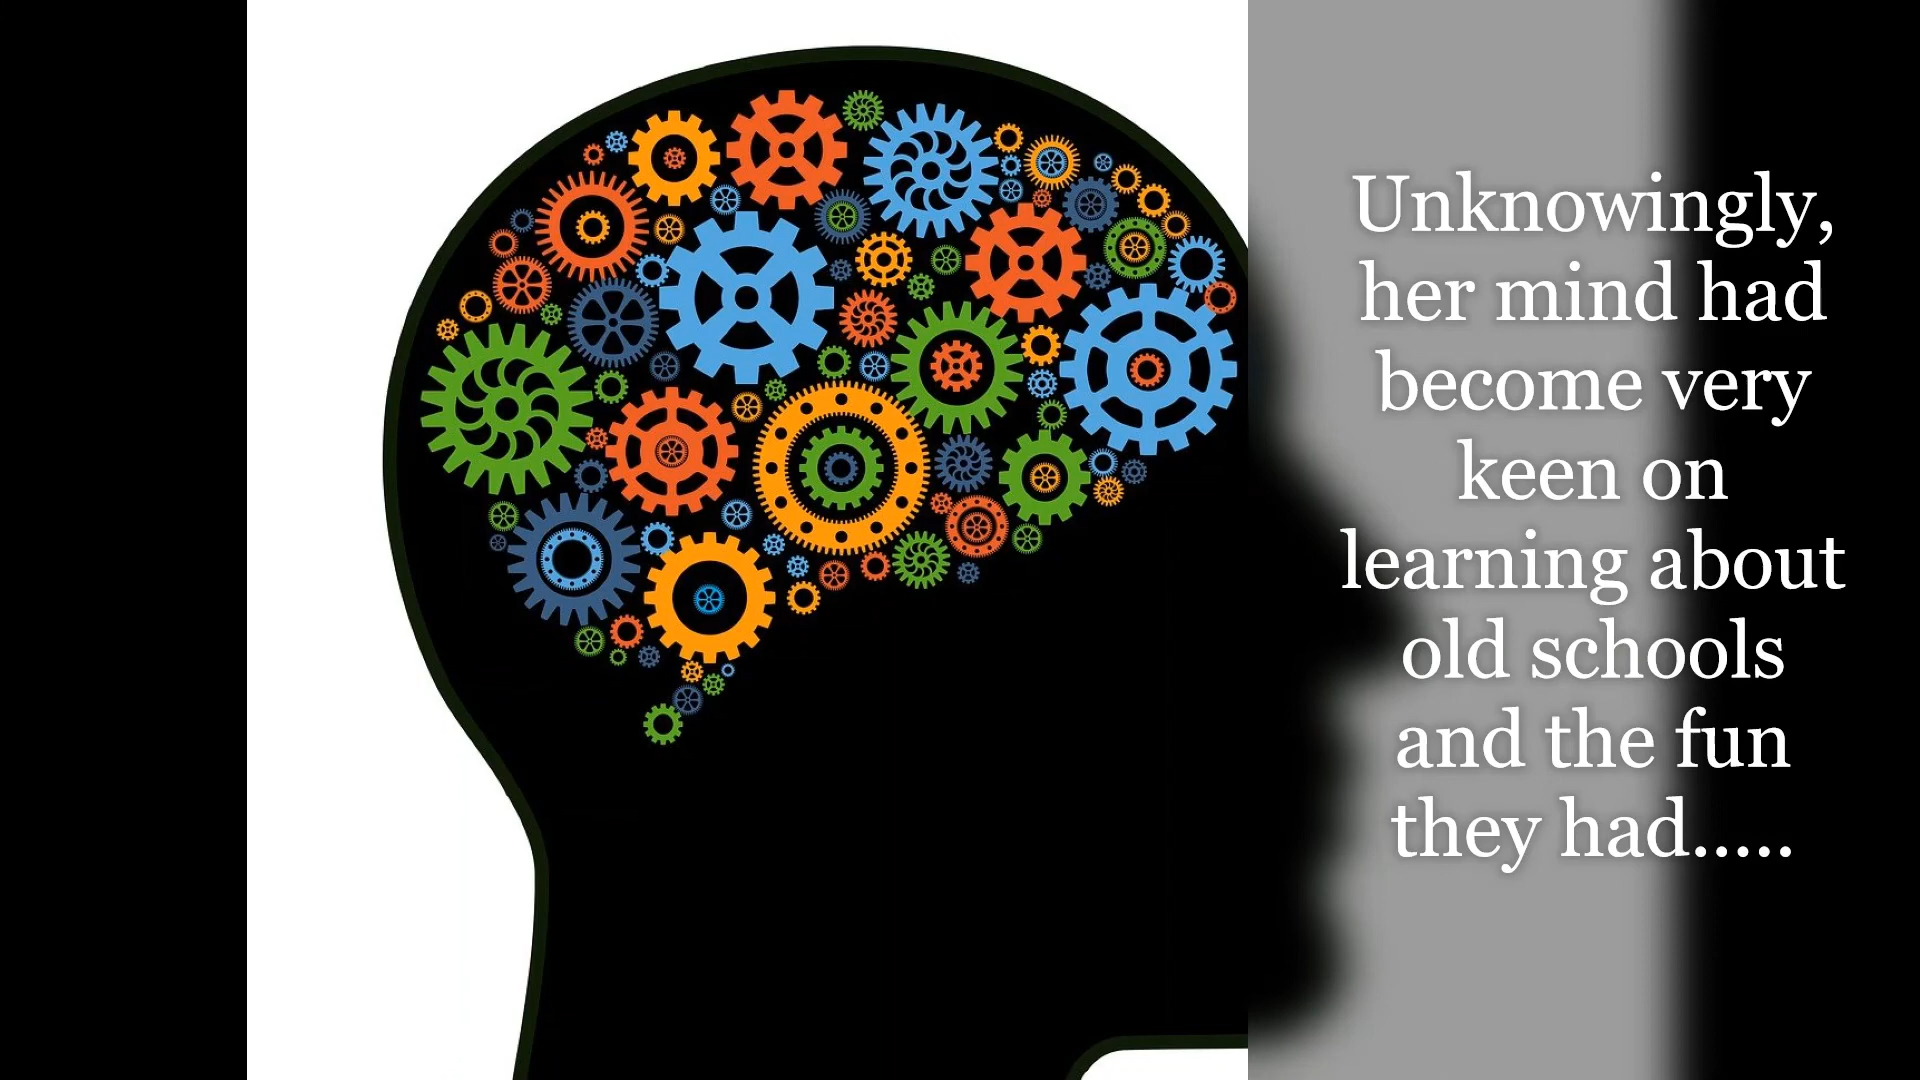 Unknowingly,
her mind had
become very
keen on
learning about
old schools
and the fun
they had.....